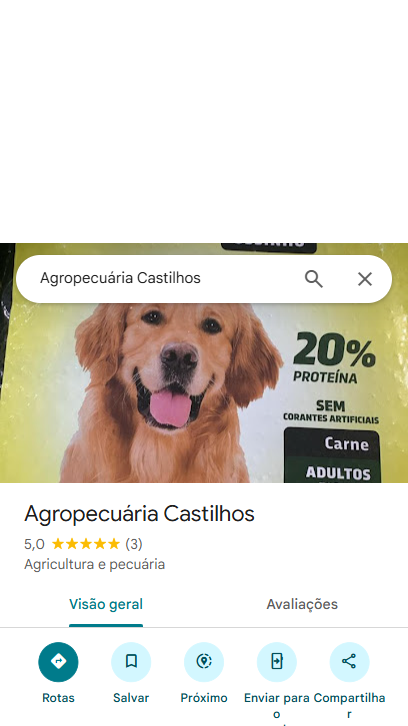 Agropecuária Castilhos
20%
PROTEÍNA
SEM
CORANTES ARTIFICIAIS
Carne
ADULTOS
Agropecuária Castilhos
5,0 ★★★★★ (3)
Agricultura e pecuária
Visão geral
Avaliações
Rotas
Salvar
Próximo
Enviar para o
Compartilhar